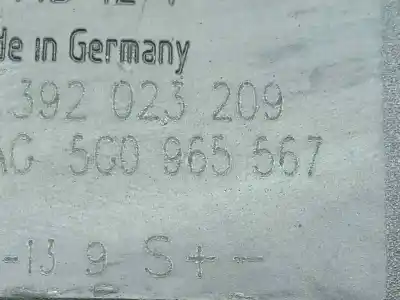 de in Germany
392 023 209
AG 5G0 965 567
-13 9 S + -